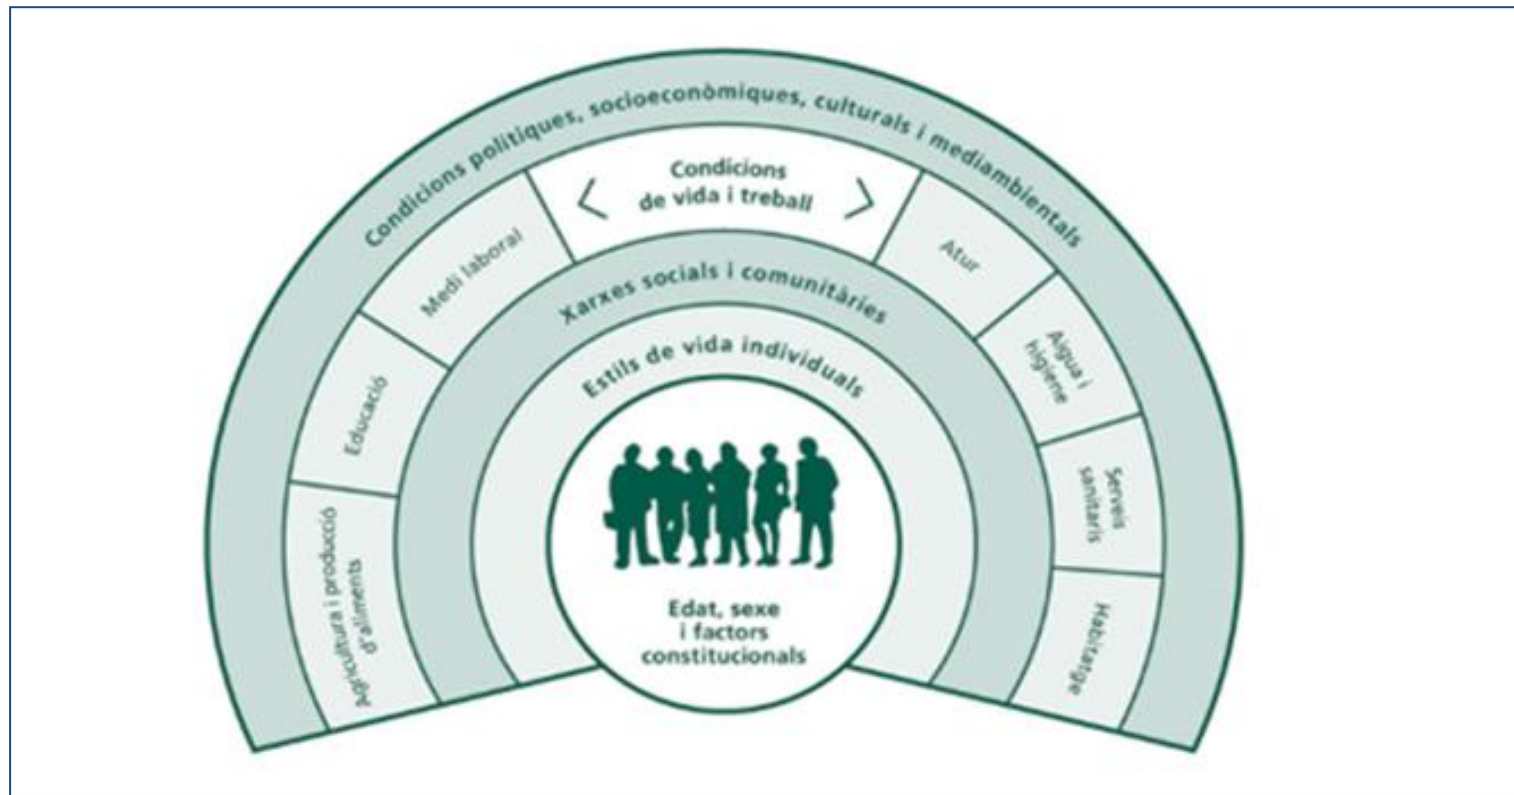 Condicions polítiques, socioeconòmiques, culturals i mediambientals
Condicions
de vida i treball
Medi laboral
Educació
Agricultura i producció
d'aliments
Atur
Aigua i
higiene
Serveis
sanitaris
Habitatge
Xarxes socials i comunitàries
Estils de vida individuals
Edat, sexe
i factors
constitucionals